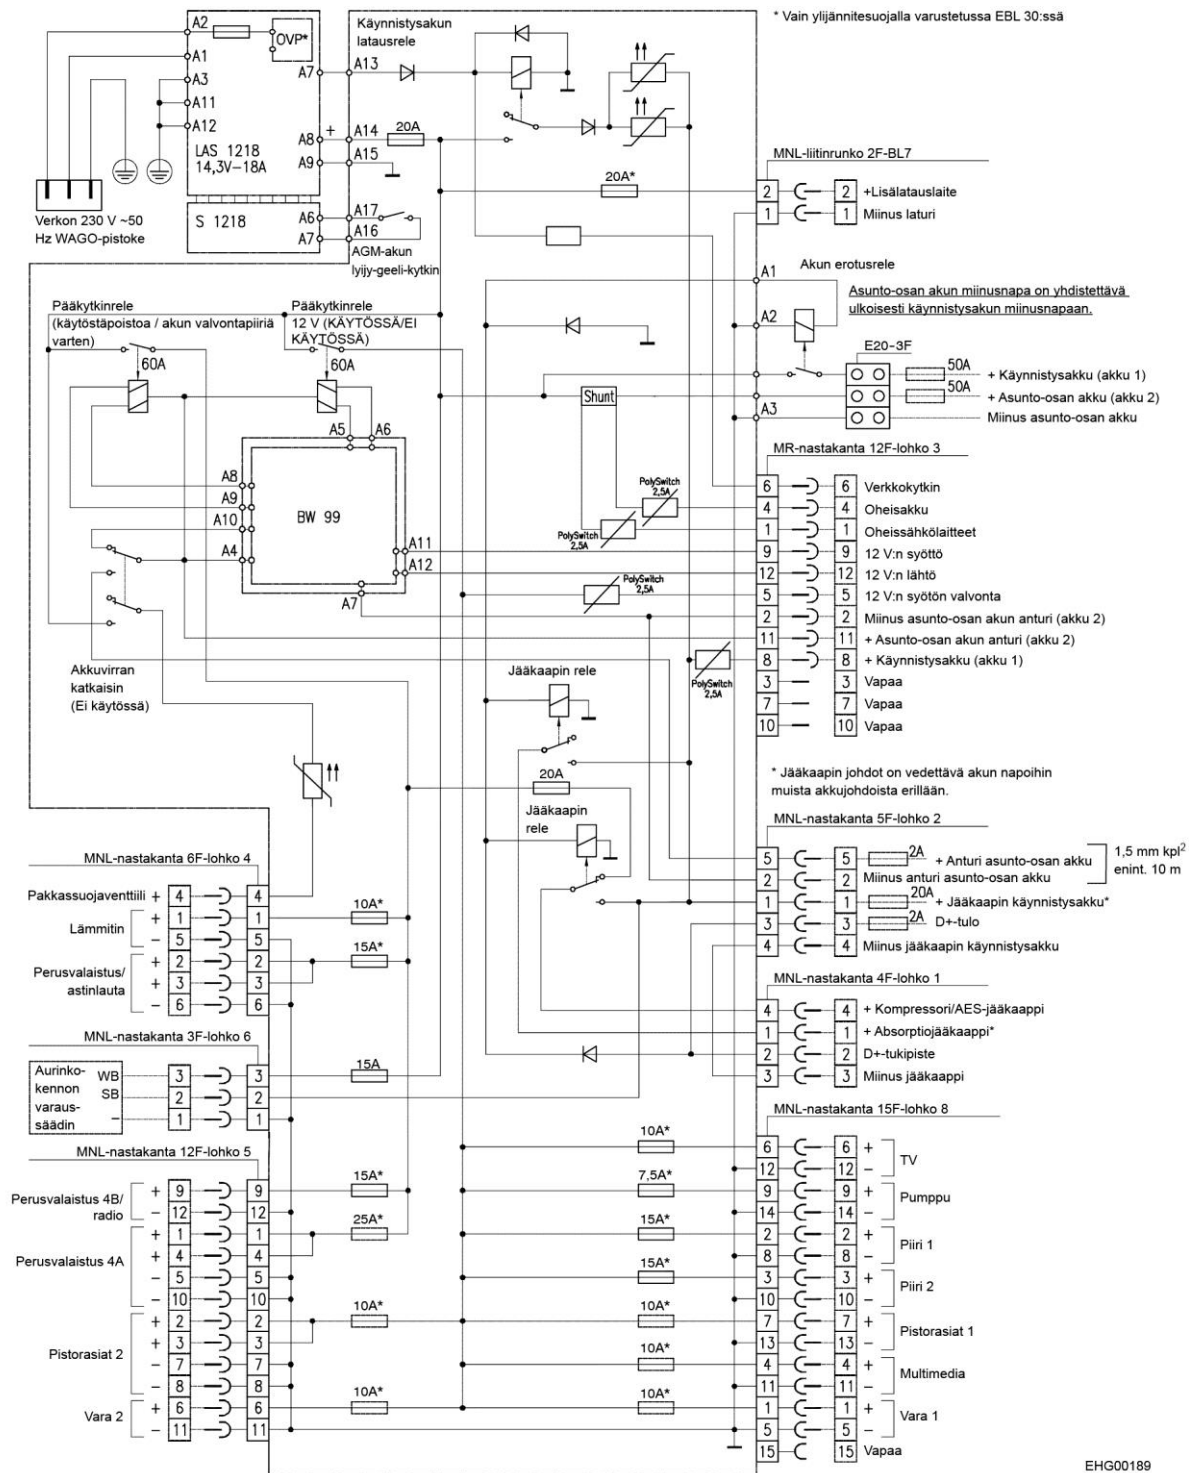 * Vain ylijännitesuojalla varustetussa EBL 30:ssä
A2
OVP*
A1
A3
A11
A12
A7
A8 +
A9
LAS 1218
14,3V-18A
S 1218
A6
A7
Verkon 230 V ~50
Hz WAGO-pistoke
Käynnistysakun
latausrele
A13
A14
20A
A15
A17
A16
AGM-akun
lyijy-geeli-kytkin
20A*
MNL-liitinrunko 2F-BL7
2 2 +Lisälatauslaite
1 1 Miinus laturi
A1
Akun erotusrele
A2
Asunto-osan akun miinusnapa on yhdistettävä
ulkoisesti käynnistysakun miinusnapaan.
E20-3F
50A + Käynnistysakku (akku 1)
50A + Asunto-osan akku (akku 2)
A3 Miinus asunto-osan akku
Pääkytkinrele
(käytöstäpoistoa / akun valvontapiiriä
varten)
60A
Pääkytkinrele
12 V (KÄYTÖSSÄ/EI
KÄYTÖSSÄ)
60A
Shunt
A5 A6
A8
A9
A10
A4
BW 99
A11
A12
A7
PolySwitch
2,5A
PolySwitch
2,5A
PolySwitch
2,5A
PolySwitch
2,5A
MR-nastakanta 12F-lohko 3
6 6 Verkkokytkin
4 4 Oheisakku
1 1 Oheissähkölaitteet
9 9 12 V:n syöttö
12 12 12 V:n lähtö
5 5 12 V:n syötön valvonta
2 2 Miinus asunto-osan akun anturi (akku 2)
11 11 + Asunto-osan akun anturi (akku 2)
8 8 + Käynnistysakku (akku 1)
3 3 Vapaa
7 7 Vapaa
10 10 Vapaa
Akkuvirran
katkaisin
(Ei käytössä)
Jääkaapin rele
20A
Jääkaapin
rele
* Jääkaapin johdot on vedettävä akun napoihin
muista akkujohdoista erillään.
MNL-nastakanta 5F-lohko 2
5 5 2A + Anturi asunto-osan akku
2 2 Miinus anturi asunto-osan akku
1,5 mm kpl²
enint. 10 m
1 1 20A + Jääkaapin käynnistysakku*
3 3 2A D+-tulo
4 4 Miinus jääkaapin käynnistysakku
MNL-nastakanta 4F-lohko 1
4 4 + Kompressori/AES-jääkaappi
1 1 + Absorptiojääkaappi*
2 2 D+-tukipiste
3 3 Miinus jääkaappi
MNL-nastakanta 6F-lohko 4
Pakkassuojaventtiili + 4 4
Lämmitin
+ 1 1 10A*
− 5 5
Perusvalaistus/
astinlauta
+ 2 2 15A*
+ 3 3
− 6 6
MNL-nastakanta 3F-lohko 6
Aurinko-
kennon
varaus-
säädin
WB 3 3 15A
SB 2 2
− 1 1
MNL-nastakanta 12F-lohko 5
Perusvalaistus 4B/
radio
+ 9 9 15A*
− 12 12
Perusvalaistus 4A
+ 1 1 25A*
+ 4 4
− 5 5
− 10 10
Pistorasiat 2
+ 2 2 10A*
+ 3 3
− 7 7
− 8 8
Vara 2
+ 6 6 10A*
− 11 11
MNL-nastakanta 15F-lohko 8
10A* 6 6 + TV
12 12 −
7,5A* 9 9 + Pumppu
14 14 −
15A* 2 2 + Piiri 1
8 8 −
15A* 3 3 + Piiri 2
10 10 −
10A* 7 7 + Pistorasiat 1
13 13 −
10A* 4 4 + Multimedia
11 11 −
10A* 1 1 + Vara 1
5 5 −
15 15 Vapaa
EHG00189